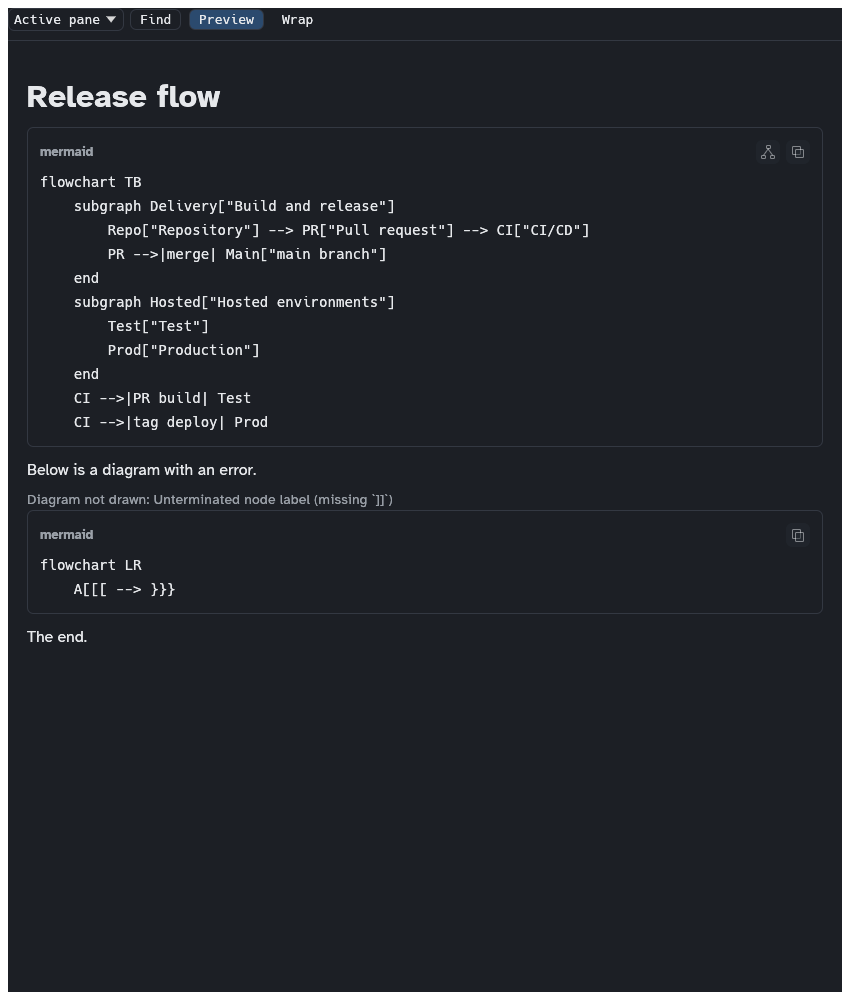 Active pane Find Preview Wrap
Release flow
mermaid
flowchart TB
    subgraph Delivery["Build and release"]
        Repo["Repository"] --> PR["Pull request"] --> CI["CI/CD"]
        PR -->|merge| Main["main branch"]
    end
    subgraph Hosted["Hosted environments"]
        Test["Test"]
        Prod["Production"]
    end
    CI -->|PR build| Test
    CI -->|tag deploy| Prod
Below is a diagram with an error.
Diagram not drawn: Unterminated node label (missing `]]`)
mermaid
flowchart LR
    A[[[ --> }}}
The end.